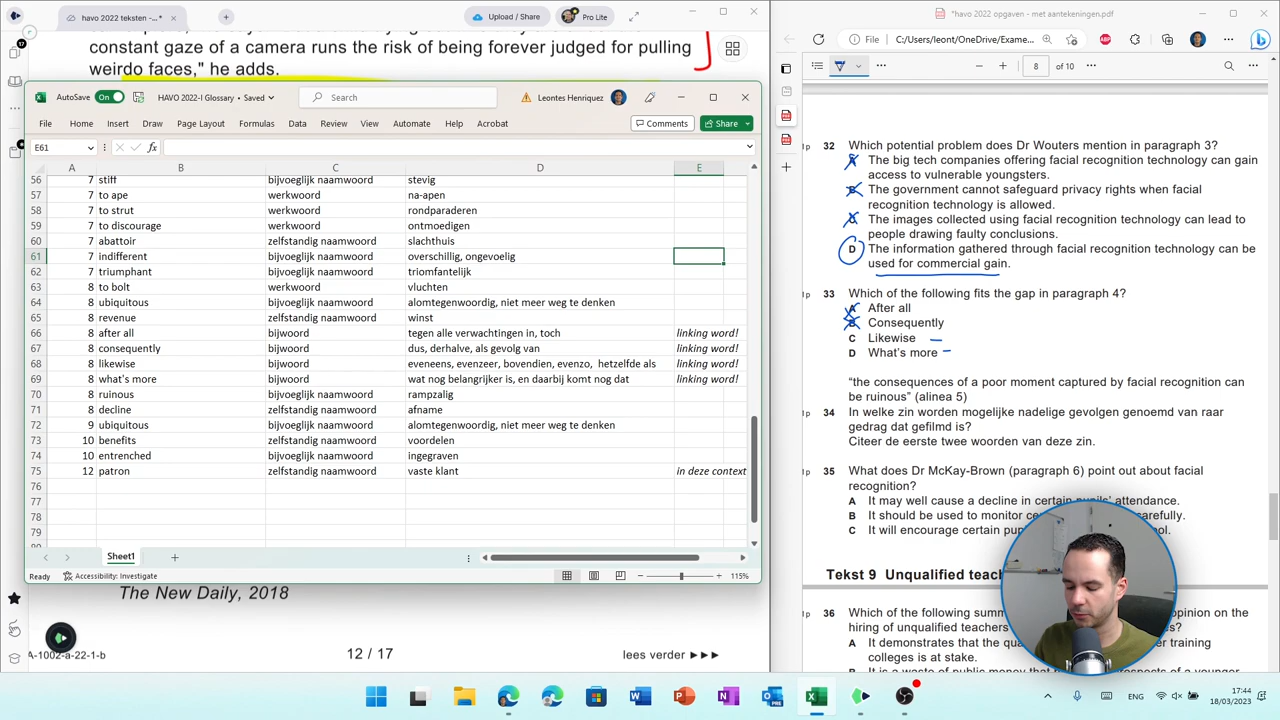 havo 2022 teksten -...*
Upload / Share
Pro Lite
*havo 2022 opgaven - met aantekeningen.pdf
17
constant gaze of a camera runs the risk of being forever judged for pulling
weirdo faces," he adds.
File
C:/Users/leont/OneDrive/Exame...
ABP
8 of 10
AutoSave On
HAVO 2022-I Glossary • Saved
Search
Leontes Henriquez
File Insert Draw Page Layout Formulas Data Review View Automate Help Acrobat
Comments Share
E61
fx
B C D E
56 7 stiff bijvoeglijk naamwoord stevig
57 7 to ape werkwoord na-apen
58 7 to strut werkwoord rondparaderen
59 7 to discourage werkwoord ontmoedigen
60 7 abattoir zelfstandig naamwoord slachthuis
61 7 indifferent bijvoeglijk naamwoord overschillig, ongevoelig
62 7 triumphant bijvoeglijk naamwoord triomfantelijk
63 8 to bolt werkwoord vluchten
64 8 ubiquitous bijvoeglijk naamwoord alomtegenwoordig, niet meer weg te denken
65 8 revenue zelfstandig naamwoord winst
66 8 after all bijwoord tegen alle verwachtingen in, toch linking word!
67 8 consequently bijwoord dus, derhalve, als gevolg van linking word!
68 8 likewise bijwoord eveneens, evenzeer, bovendien, evenzo, hetzelfde als linking word!
69 8 what's more bijwoord wat nog belangrijker is, en daarbij komt nog dat linking word!
70 8 ruinous bijvoeglijk naamwoord rampzalig
71 8 decline zelfstandig naamwoord afname
72 9 ubiquitous bijvoeglijk naamwoord alomtegenwoordig, niet meer weg te denken
73 10 benefits zelfstandig naamwoord voordelen
74 10 entrenched bijvoeglijk naamwoord ingegraven
75 12 patron zelfstandig naamwoord vaste klant in deze context
76
77
78
79
Sheet1
Ready Accessibility: Investigate 115%
The New Daily, 2018
A-1002-a-22-1-b 12 / 17 lees verder ►►►
1p 32 Which potential problem does Dr Wouters mention in paragraph 3?
A The big tech companies offering facial recognition technology can gain
access to vulnerable youngsters.
B The government cannot safeguard privacy rights when facial
recognition technology is allowed.
C The images collected using facial recognition technology can lead to
people drawing faulty conclusions.
D The information gathered through facial recognition technology can be
used for commercial gain.
1p 33 Which of the following fits the gap in paragraph 4?
A After all
B Consequently
C Likewise
D What's more
"the consequences of a poor moment captured by facial recognition can
be ruinous" (alinea 5)
1p 34 In welke zin worden mogelijke nadelige gevolgen genoemd van raar
gedrag dat gefilmd is?
Citeer de eerste twee woorden van deze zin.
1p 35 What does Dr McKay-Brown (paragraph 6) point out about facial
recognition?
A It may well cause a decline in certain pupils' attendance.
B It should be used to monitor carefully.
C It will encourage certain
Tekst 9 Unqualified
1p 36 Which of the following opinion on the
hiring of unqualified teachers
A It demonstrates that the training
colleges is at stake.
ENG
17:44
18/03/2023